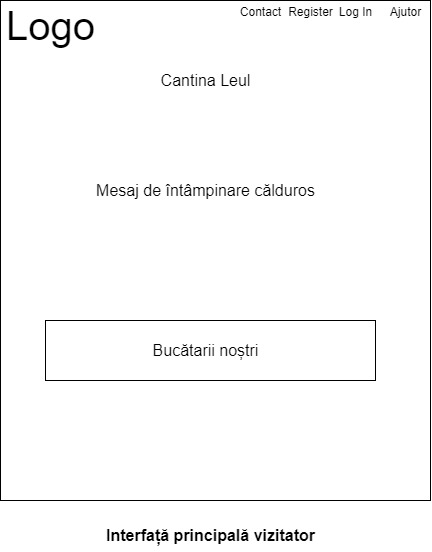 Logo
Contact Register Log In Ajutor
Cantina Leul
Mesaj de întâmpinare călduros
Bucătarii noștri
Interfață principală vizitator